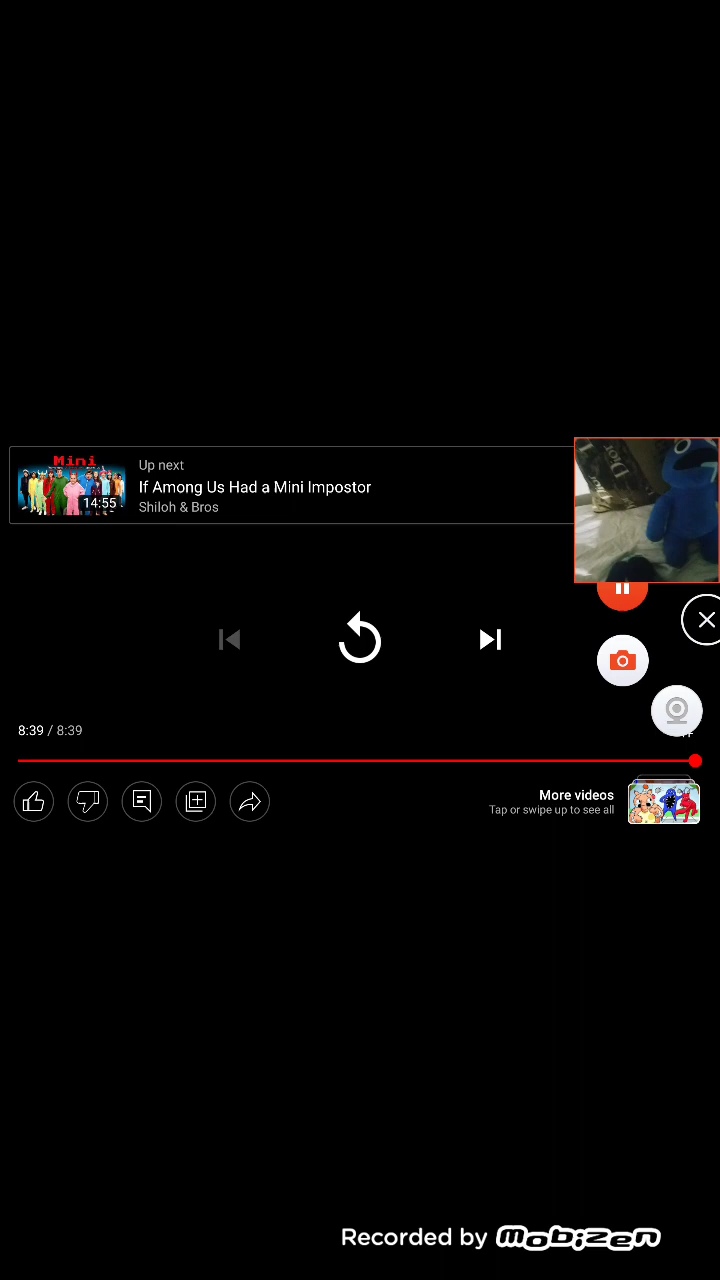 Mini
14:55
Up next
If Among Us Had a Mini Impostor
Shiloh & Bros
Dior
8:39 / 8:39
More videos
Tap or swipe up to see all
Recorded by mobizen